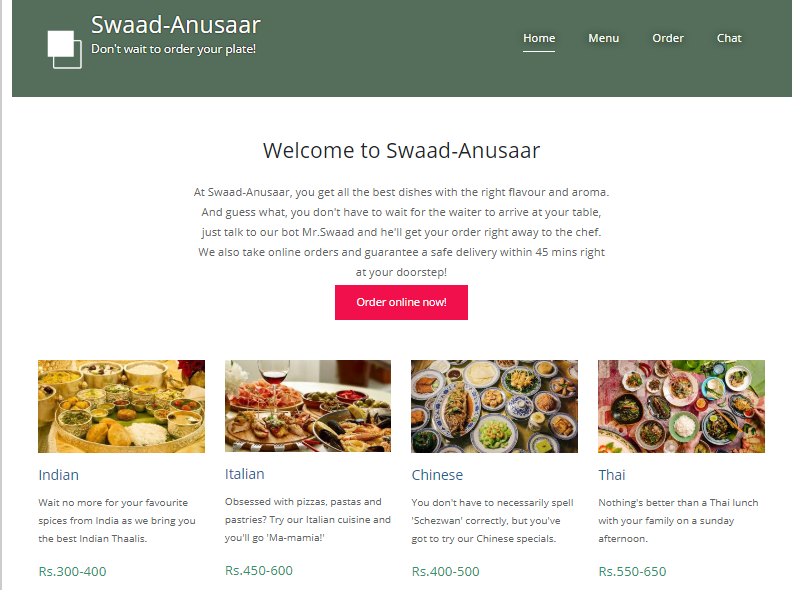 Swaad-Anusaar
Don't wait to order your plate!
Home Menu Order Chat
Welcome to Swaad-Anusaar
At Swaad-Anusaar, you get all the best dishes with the right flavour and aroma.
And guess what, you don't have to wait for the waiter to arrive at your table,
just talk to our bot Mr.Swaad and he'll get your order right away to the chef.
We also take online orders and guarantee a safe delivery within 45 mins right
at your doorstep!
Order online now!
Indian
Wait no more for your favourite
spices from India as we bring you
the best Indian Thaalis.
Rs.300-400
Italian
Obsessed with pizzas, pastas and
pastries? Try our Italian cuisine and
you'll go 'Ma-mamia!'
Rs.450-600
Chinese
You don't have to necessarily spell
'Schezwan' correctly, but you've
got to try our Chinese specials.
Rs.400-500
Thai
Nothing's better than a Thai lunch
with your family on a sunday
afternoon.
Rs.550-650